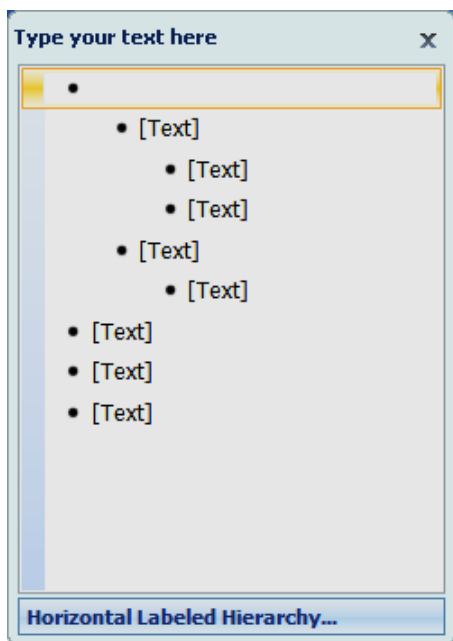 Type your text here x
•
• [Text]
• [Text]
• [Text]
• [Text]
• [Text]
• [Text]
• [Text]
• [Text]
Horizontal Labeled Hierarchy...